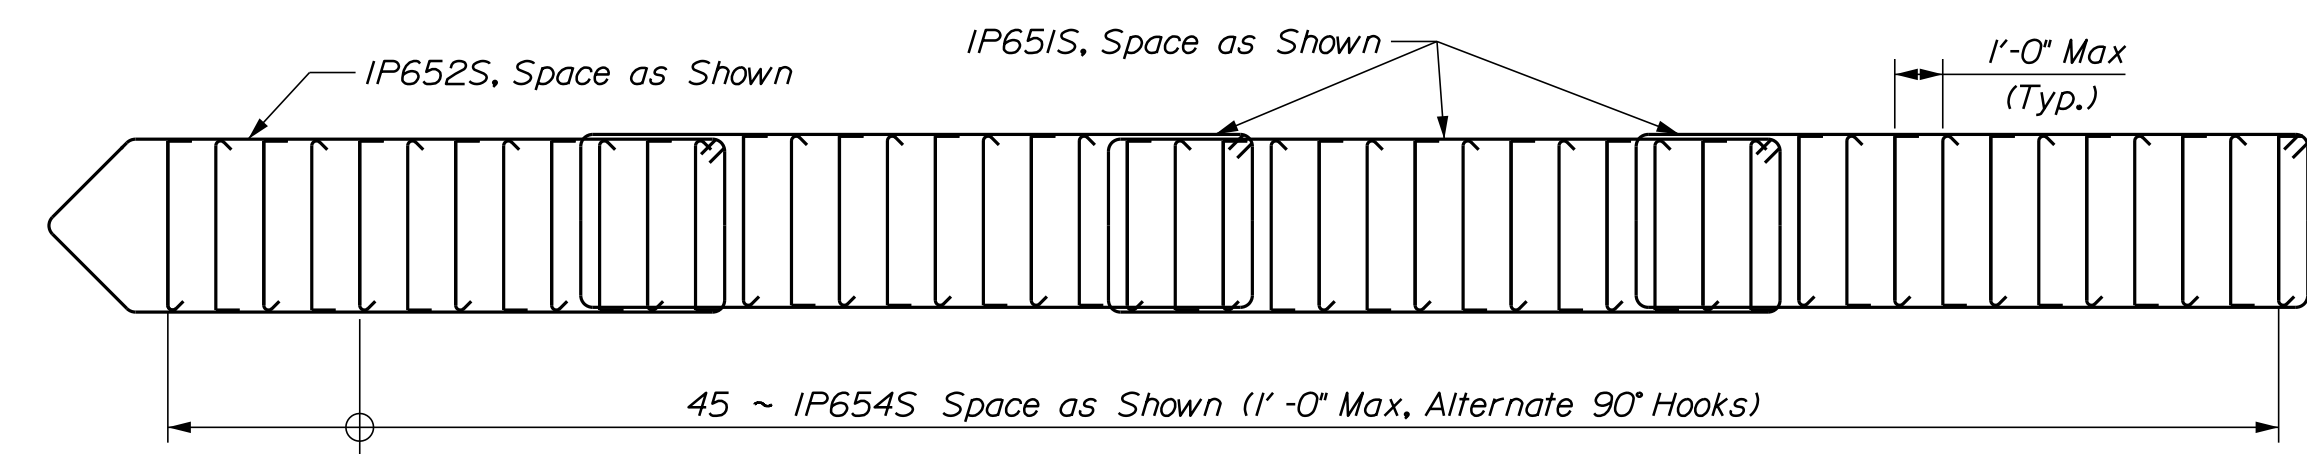 IP651S, Space as Shown
1'-0" Max
(Typ.)
IP652S, Space as Shown
45 ~ IP654S Space as Shown (1'-0" Max, Alternate 90° Hooks)